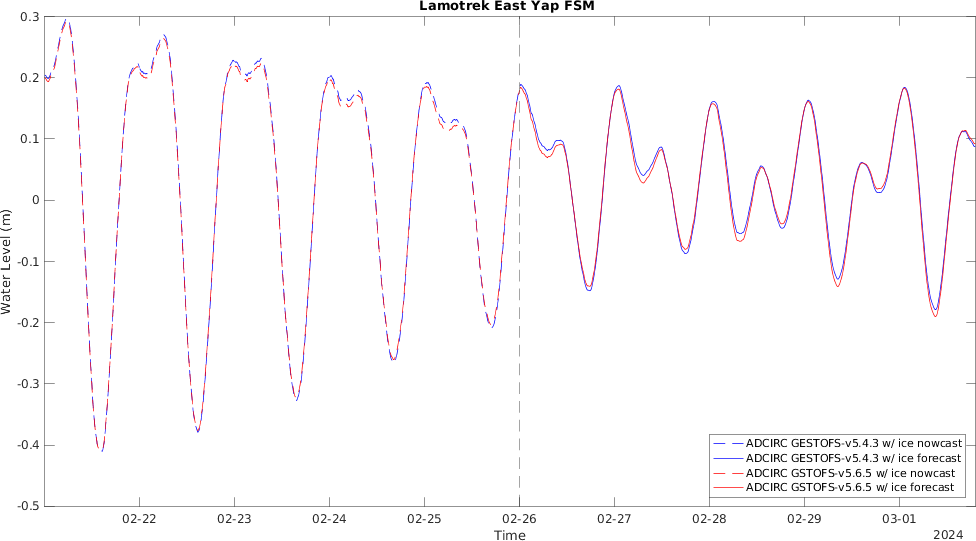 Lamotrek East Yap FSM
0.3
0.2
0.1
0
-0.1
-0.2
-0.3
-0.4
-0.5
Water Level (m)
ADCIRC GESTOFS-v5.4.3 w/ ice nowcast
ADCIRC GESTOFS-v5.4.3 w/ ice forecast
ADCIRC GSTOFS-v5.6.5 w/ ice nowcast
ADCIRC GSTOFS-v5.6.5 w/ ice forecast
02-22 02-23 02-24 02-25 02-26 02-27 02-28 02-29 03-01
Time
2024